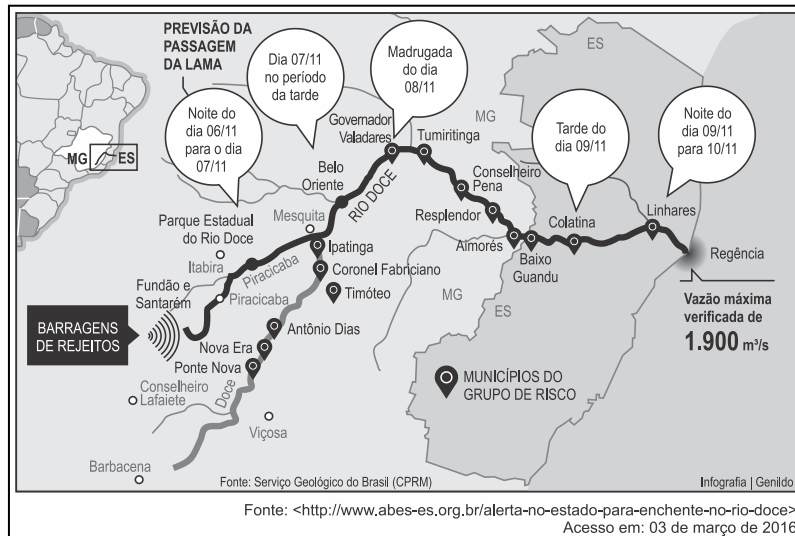 PREVISÃO DA
PASSAGEM
DA LAMA
Noite do
dia 06/11
para o dia
07/11
Dia 07/11
no período
da tarde
Madrugada
do dia
08/11
Tarde do
dia 09/11
Noite do
dia 09/11
para 10/11
MG
ES
MG
ES
MG
ES
Governador
Valadares
Tumiritinga
Conselheiro
Pena
Resplendor
Aimorés
Baixo
Guandu
Colatina
Linhares
Regência
Belo
Oriente
RIO DOCE
Mesquita
Parque Estadual
do Rio Doce
Itabira
Piracicaba
Piracicaba
Ipatinga
Coronel Fabriciano
Timóteo
Fundão e
Santarém
BARRAGENS
DE REJEITOS
Antônio Dias
Nova Era
Ponte Nova
Conselheiro
Lafaiete
Doce
Viçosa
Barbacena
Vazão máxima
verificada de
1.900 m³/s
MUNICÍPIOS DO
GRUPO DE RISCO
Fonte: Serviço Geológico do Brasil (CPRM)
Infografia | Genildo
Fonte: <http://www.abes-es.org.br/alerta-no-estado-para-enchente-no-rio-doce>
Acesso em: 03 de março de 2016